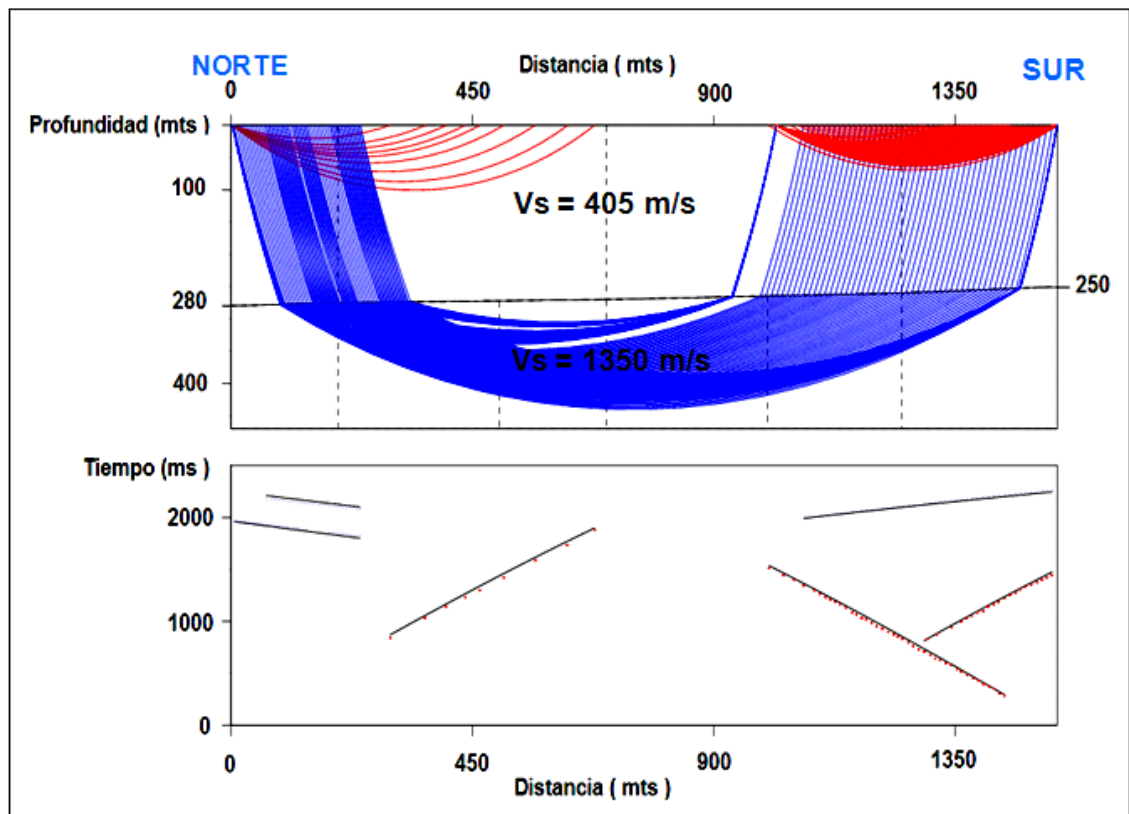 NORTE
Distancia ( mts )
SUR
0 450 900 1350
Profundidad (mts )
100
Vs = 405 m/s
280
250
Vs = 1350 m/s
400
Tiempo (ms )
2000
1000
0
0 450 900 1350
Distancia ( mts )